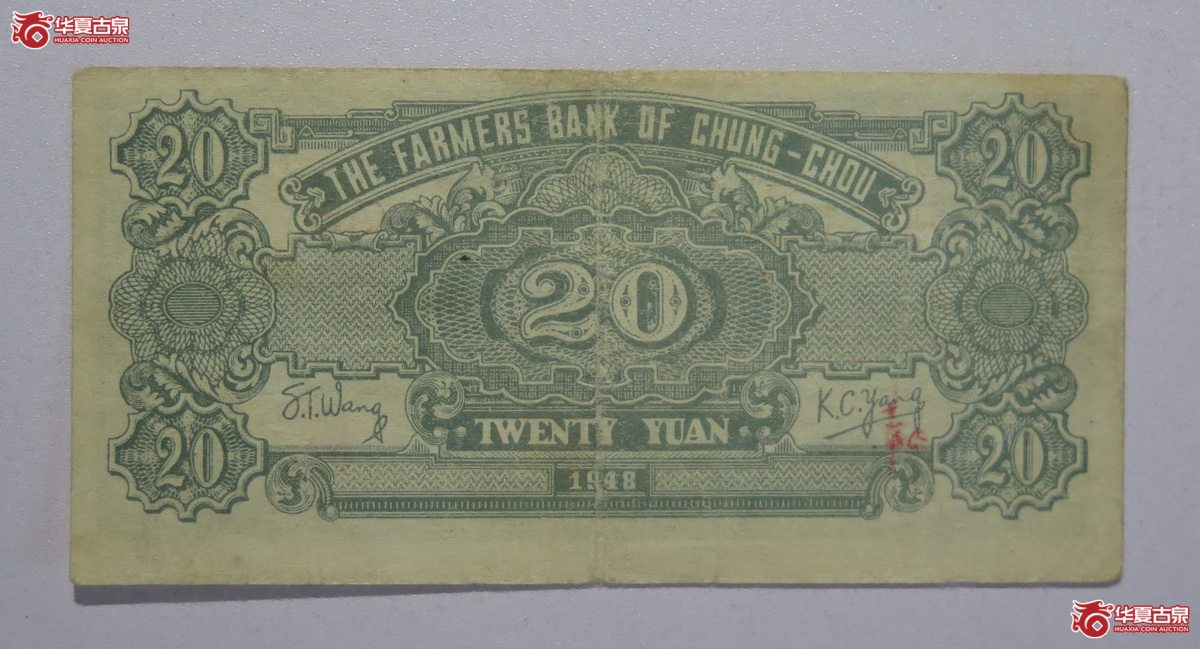 华夏古泉
HUAXIA COIN AUCTION
20
20
THE FARMERS BANK OF CHUNG-CHOU
20
S.T.Wang
K.C.Yang
TWENTY YUAN
20
20
1948
华夏古泉
HUAXIA COIN AUCTION